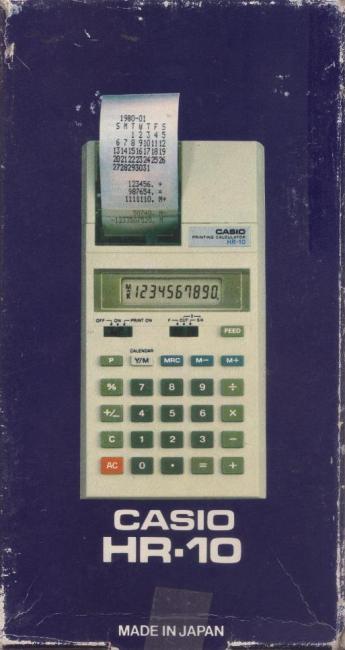 1980-01
S M T W T F S
1 2 3 4 5
6 7 8 9 10 11 12
13 14 15 16 17 18 19
20 21 22 23 24 25 26
27 28 29 30 31
123456. +
987654. =
1111110. M+
CASIO
PRINTING CALCULATOR
HR-10
1234567890.
OFF ON PRINT ON
F CUT 5/4
FEED
CALENDAR
P Y/M MRC M− M+
% 7 8 9 ÷
+/− 4 5 6 ×
C 1 2 3 −
AC 0 • = +
CASIO
HR·10
MADE IN JAPAN